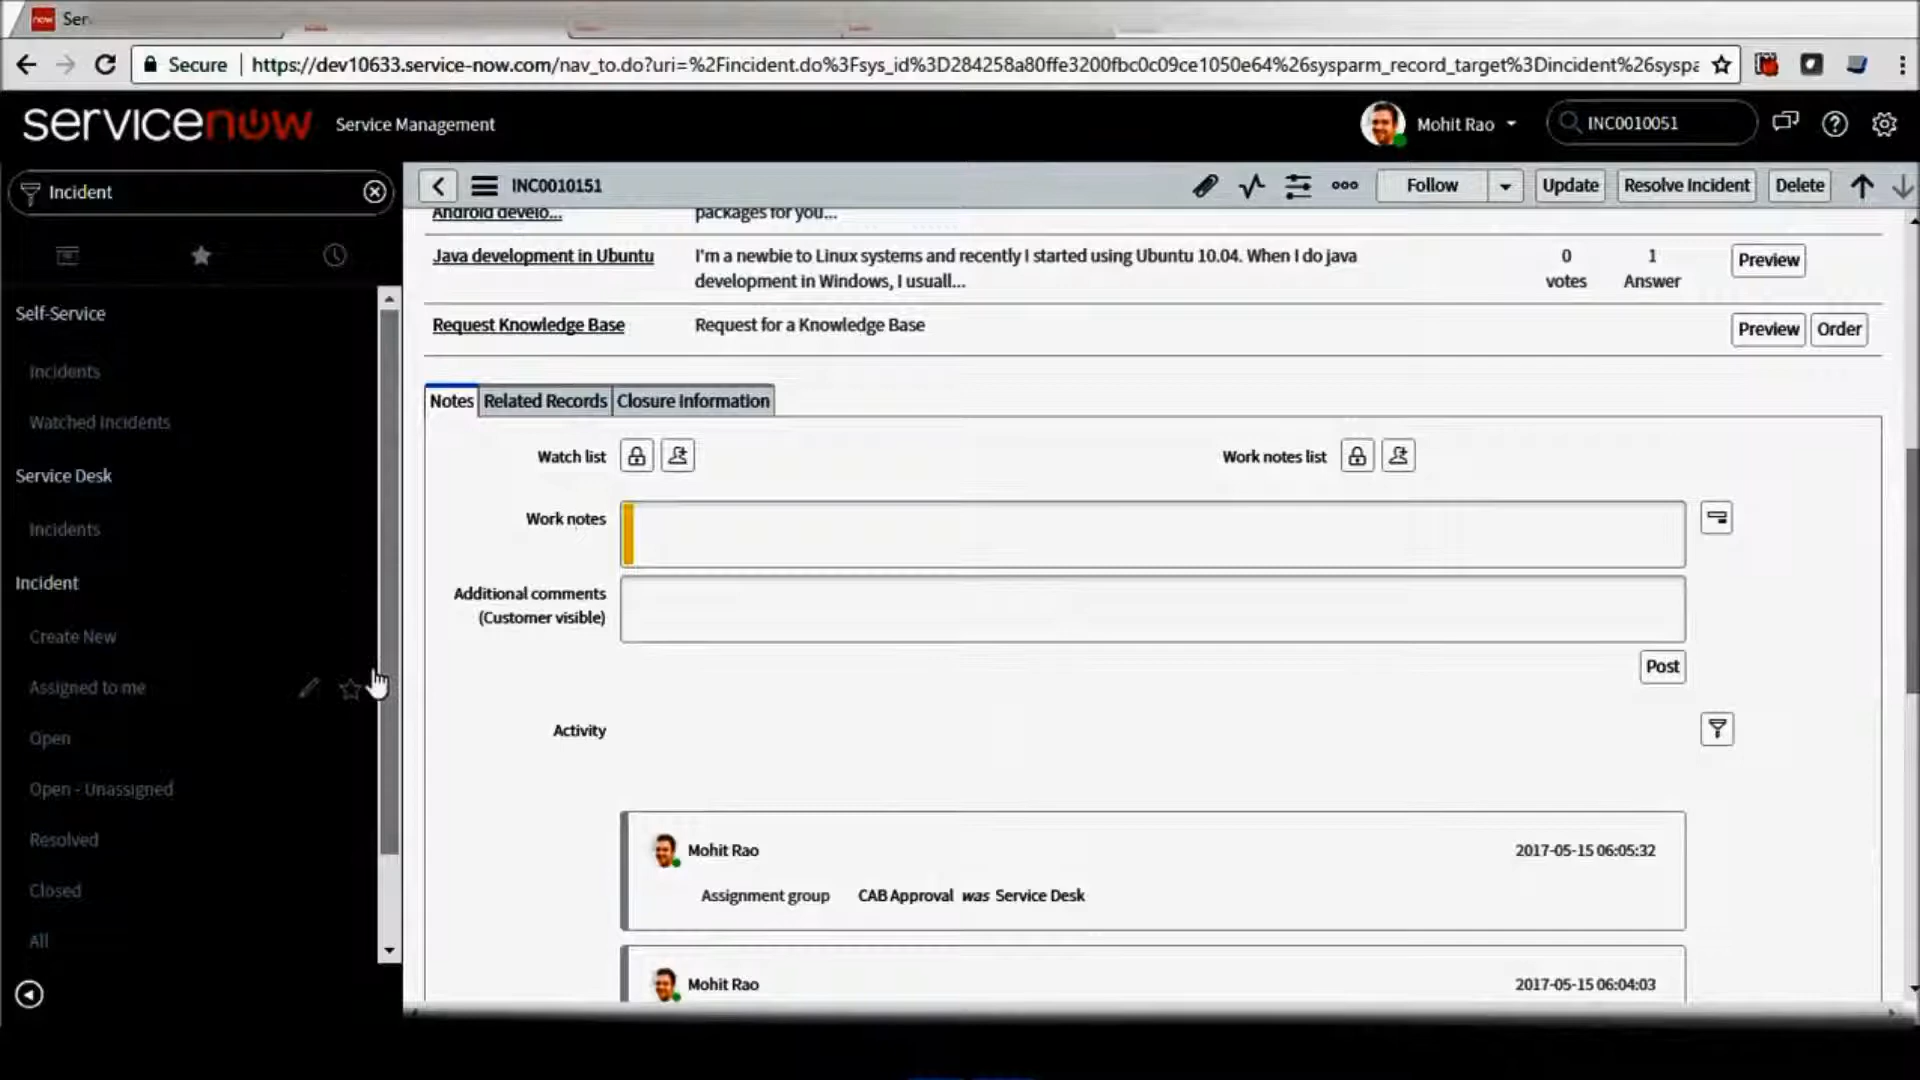 now Ser
Secure | https://dev10633.service-now.com/nav_to.do?uri=%2Fincident.do%3Fsys_id%3D284258a80ffe3200fbc0c09ce1050e64%26sysparm_record_target%3Dincident%26syspa
servicenow Service Management Mohit Rao INC0010051
Incident
Self-Service
Incidents
Watched Incidents
Service Desk
Incidents
Incident
Create New
Assigned to me
Open
Open - Unassigned
Resolved
Closed
All
INC0010151 Follow Update Resolve Incident Delete
Android develo... packages for you...
Java development in Ubuntu I'm a newbie to Linux systems and recently I started using Ubuntu 10.04. When I do java 0 1 Preview
development in Windows, I usuall... votes Answer
Request Knowledge Base Request for a Knowledge Base Preview Order
Notes Related Records Closure Information
Watch list Work notes list
Work notes
Additional comments
(Customer visible)
Post
Activity
Mohit Rao 2017-05-15 06:05:32
Assignment group CAB Approval was Service Desk
Mohit Rao 2017-05-15 06:04:03